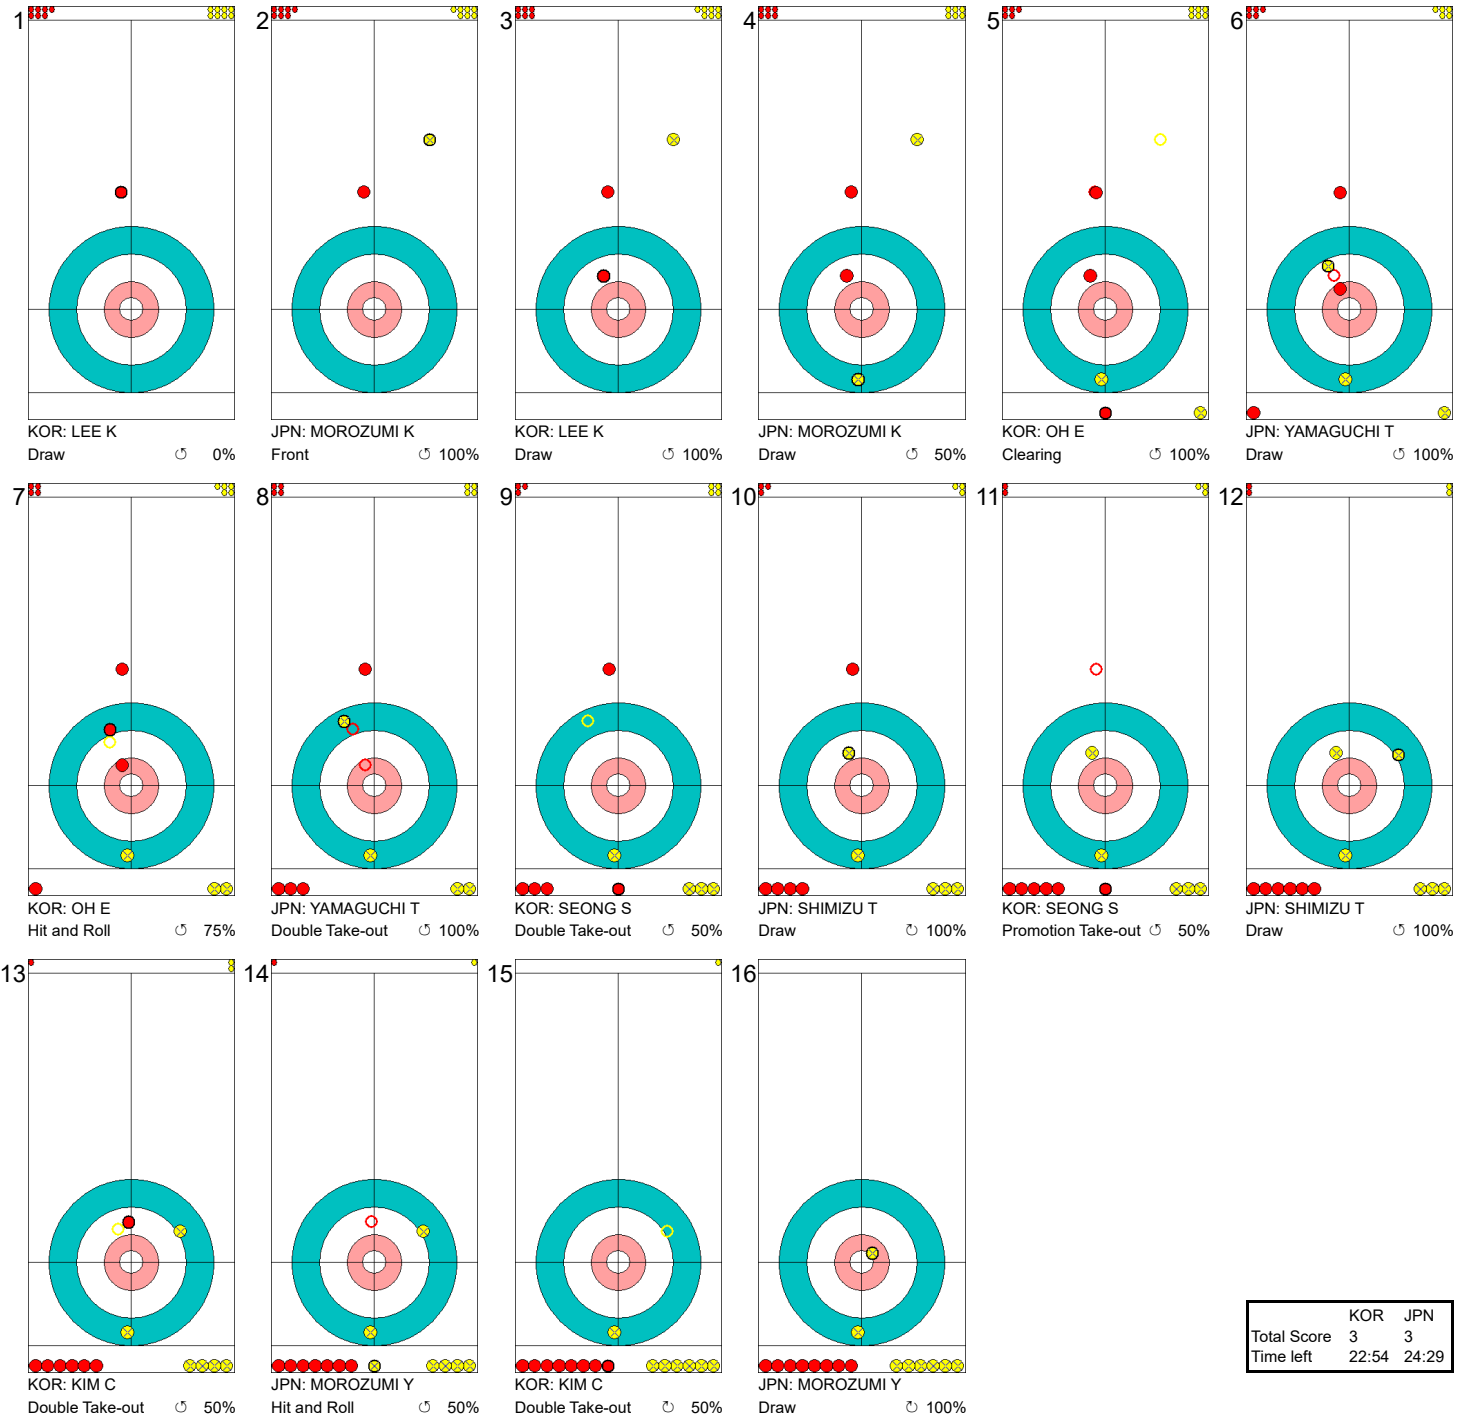 1
KOR: LEE K
Draw ↺ 0%
2
JPN: MOROZUMI K
Front ↺ 100%
3
KOR: LEE K
Draw ↺ 100%
4
JPN: MOROZUMI K
Draw ↺ 50%
5
KOR: OH E
Clearing ↺ 100%
6
JPN: YAMAGUCHI T
Draw ↺ 100%
7
KOR: OH E
Hit and Roll ↺ 75%
8
JPN: YAMAGUCHI T
Double Take-out ↺ 100%
9
KOR: SEONG S
Double Take-out ↺ 50%
10
JPN: SHIMIZU T
Draw ↻ 100%
11
KOR: SEONG S
Promotion Take-out ↺ 50%
12
JPN: SHIMIZU T
Draw ↺ 100%
13
KOR: KIM C
Double Take-out ↺ 50%
14
JPN: MOROZUMI Y
Hit and Roll ↺ 50%
15
KOR: KIM C
Double Take-out ↻ 50%
16
JPN: MOROZUMI Y
Draw ↻ 100%
KOR JPN
Total Score 3 3
Time left 22:54 24:29